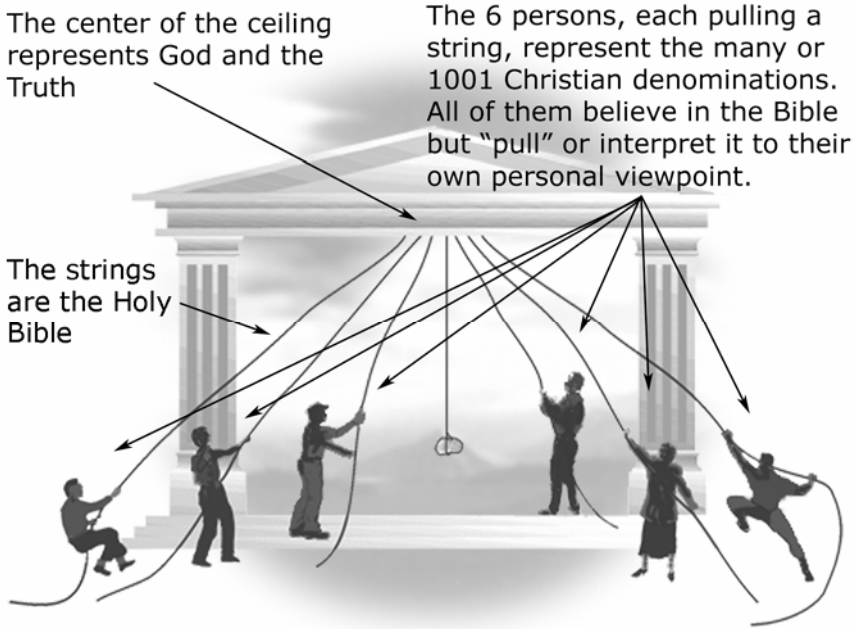 The center of the ceiling
represents God and the
Truth
The 6 persons, each pulling a
string, represent the many or
1001 Christian denominations.
All of them believe in the Bible
but “pull” or interpret it to their
own personal viewpoint.
The strings
are the Holy
Bible